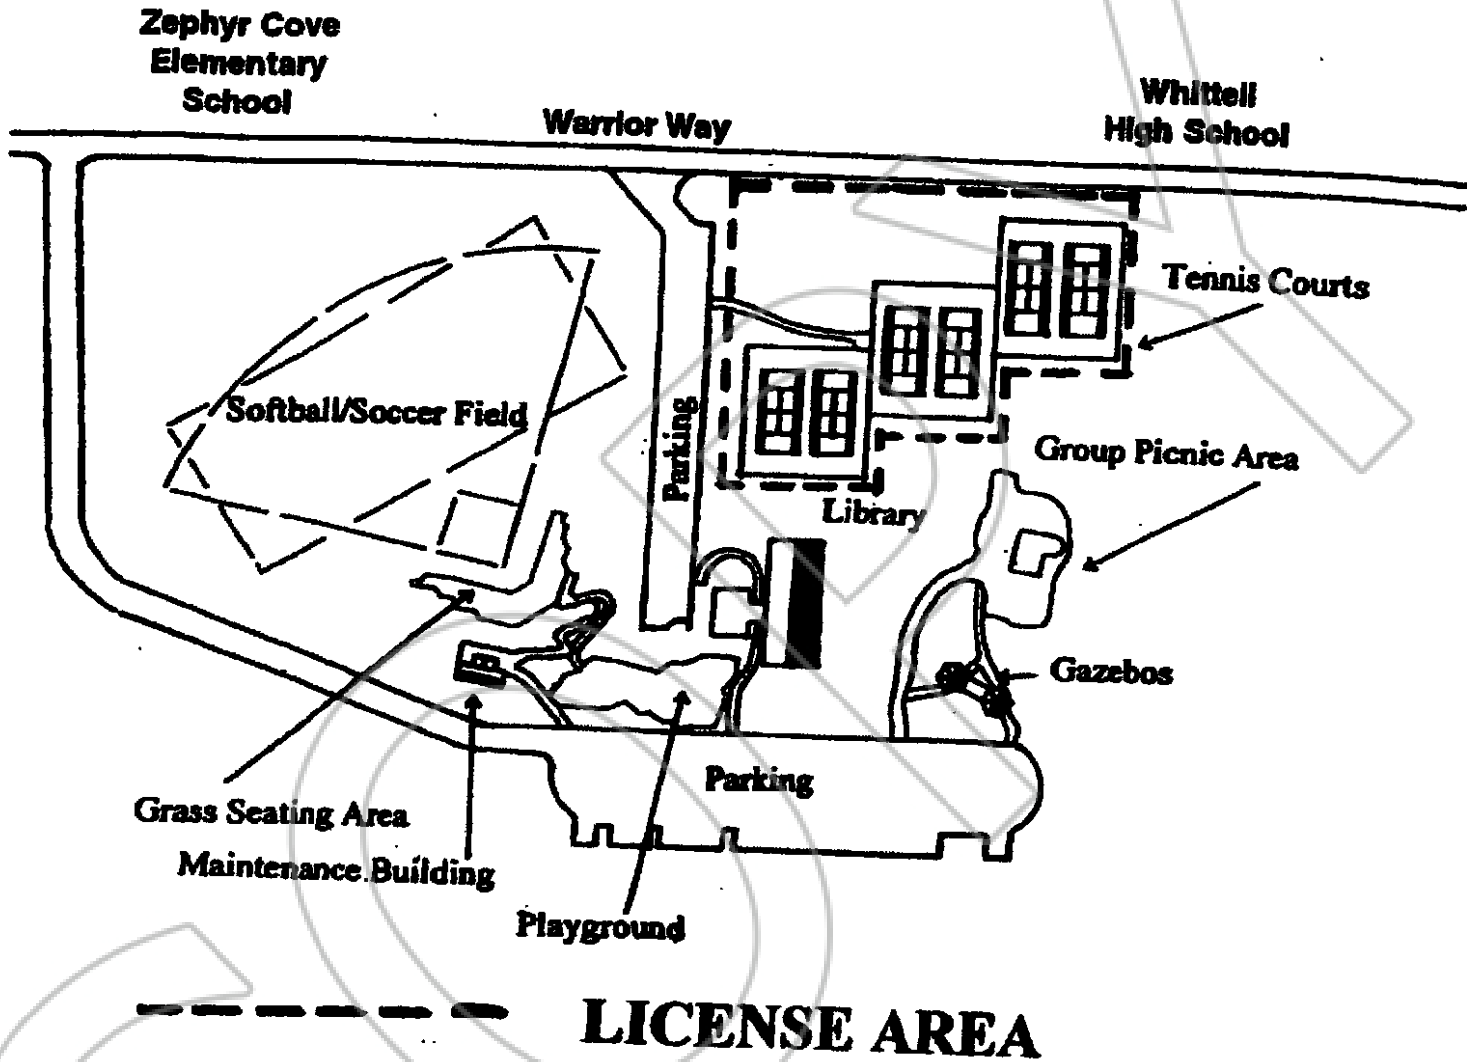 Zephyr Cove
Elementary
School
Warrior Way
Whittell
High School
Tennis Courts
Softball/Soccer Field
Parking
Group Picnic Area
Library
Gazebos
Parking
Grass Seating Area
Maintenance Building
Playground
LICENSE AREA